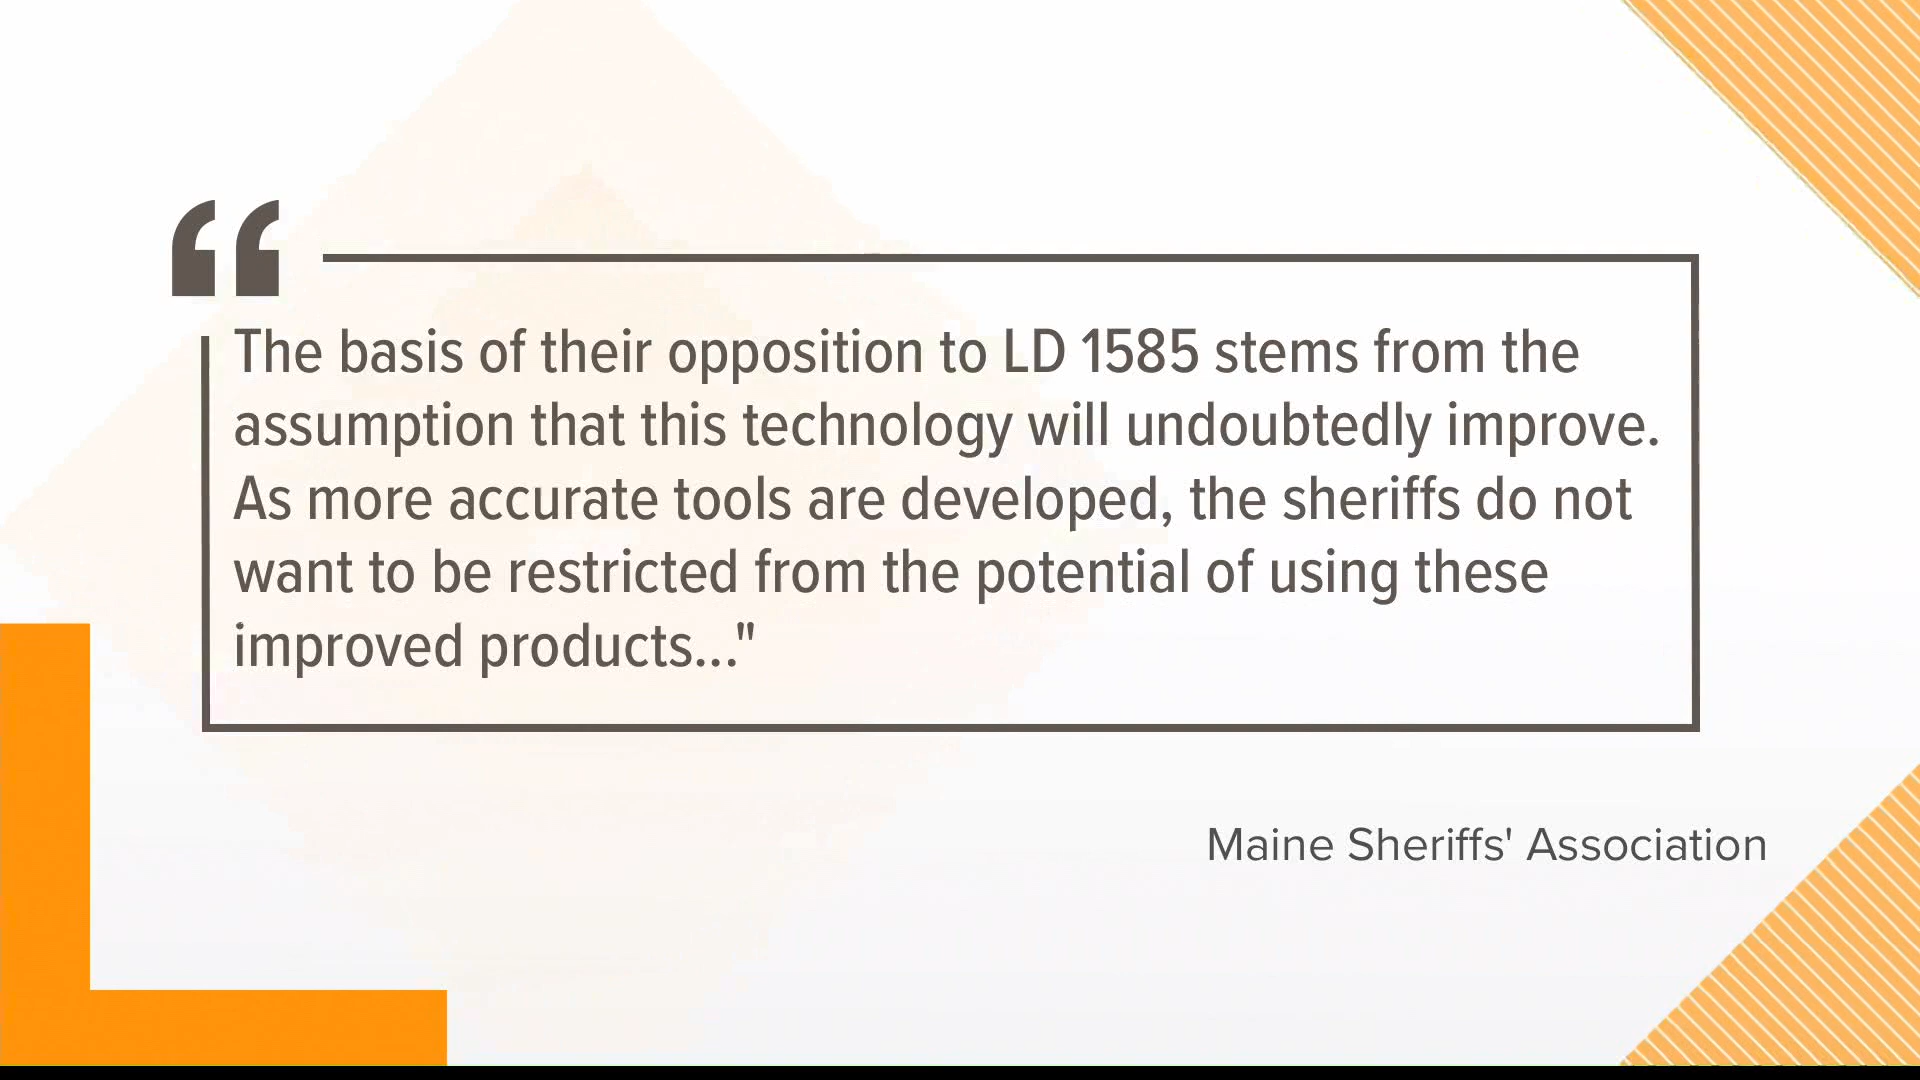 “
The basis of their opposition to LD 1585 stems from the
assumption that this technology will undoubtedly improve.
As more accurate tools are developed, the sheriffs do not
want to be restricted from the potential of using these
improved products..."
Maine Sheriffs' Association